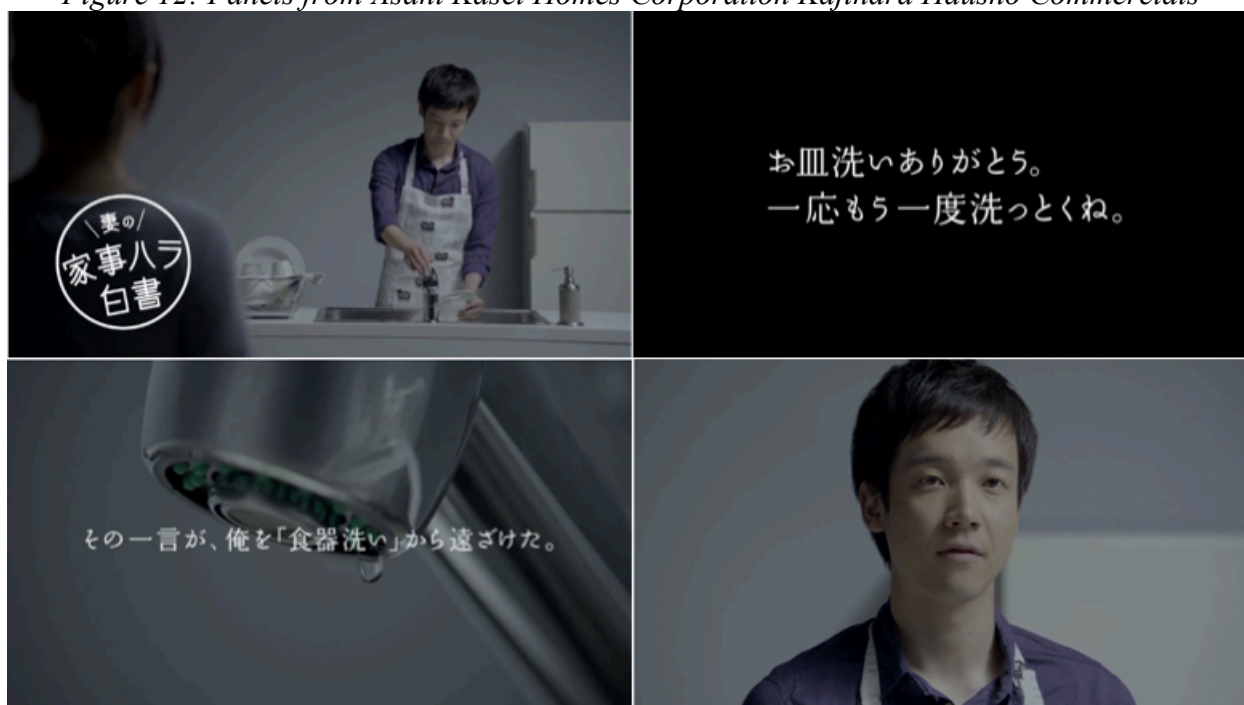 Figure 12: Panels from Asahi Kasei Homes Corporation Kajihara Hausho Commercials
妻の
家事ハラ
白書
お皿洗いありがとう。
一応もう一度洗っとくね。
その一言が、俺を「食器洗い」から遠ざけた。